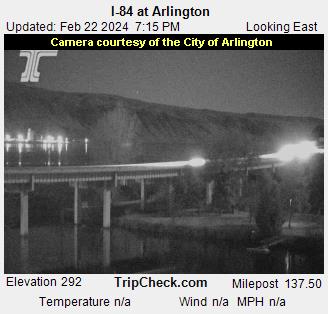 I-84 at Arlington
Updated: Feb 22 2024 7:15 PM Looking East
Camera courtesy of the City of Arlington
Elevation 292 TripCheck.com Milepost 137.50
Temperature n/a Wind n/a MPH n/a